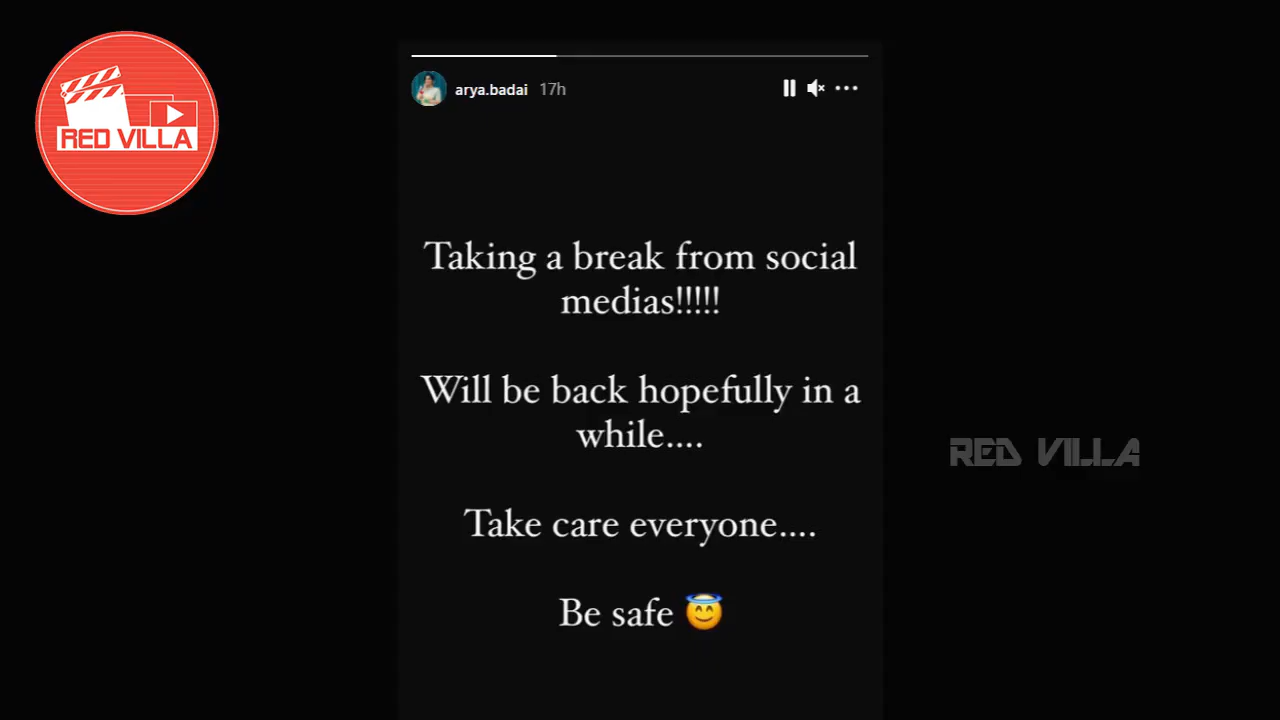 RED VILLA
arya.badai 17h
Taking a break from social
medias!!!!!
Will be back hopefully in a
while....
Take care everyone....
Be safe 😇
RED VILLA